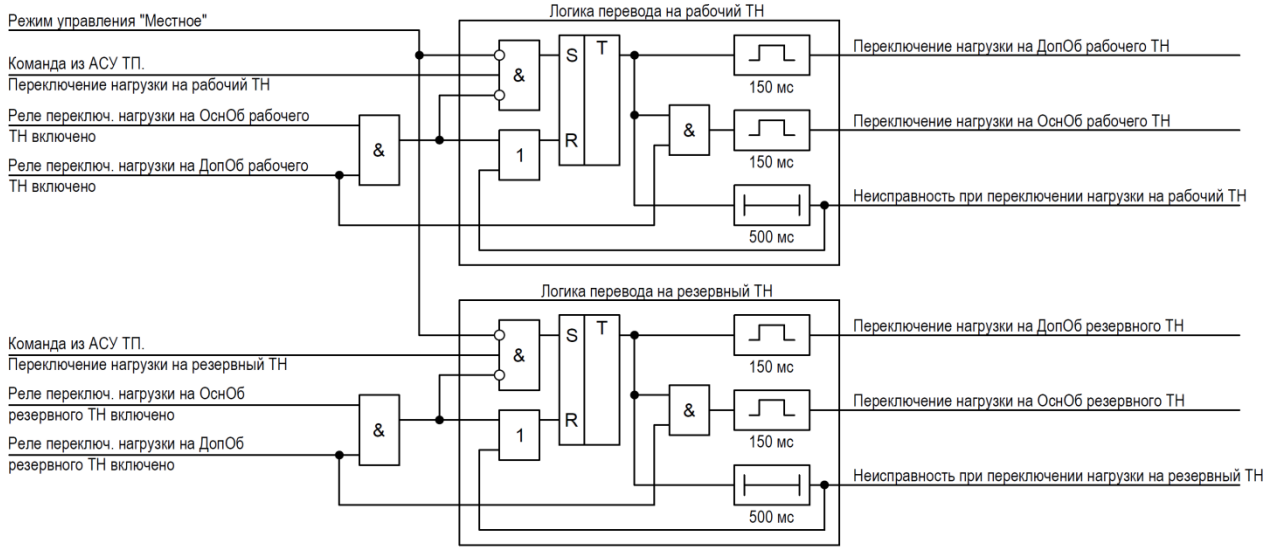 Логика перевода на рабочий ТН
Режим управления "Местное"
Команда из АСУ ТП.
Переключение нагрузки на рабочий ТН
Реле переключ. нагрузки на ОснОб рабочего
ТН включено
Реле переключ. нагрузки на ДопОб рабочего
ТН включено
&
&
1
S
T
R
&
150 мс
150 мс
500 мс
Переключение нагрузки на ДопОб рабочего ТН
Переключение нагрузки на ОснОб рабочего ТН
Неисправность при переключении нагрузки на рабочий ТН
Логика перевода на резервный ТН
Команда из АСУ ТП.
Переключение нагрузки на резервный ТН
Реле переключ. нагрузки на ОснОб
резервного ТН включено
Реле переключ. нагрузки на ДопОб
резервного ТН включено
&
&
1
S
T
R
&
150 мс
150 мс
500 мс
Переключение нагрузки на ДопОб резервного ТН
Переключение нагрузки на ОснОб резервного ТН
Неисправность при переключении нагрузки на резервный ТН